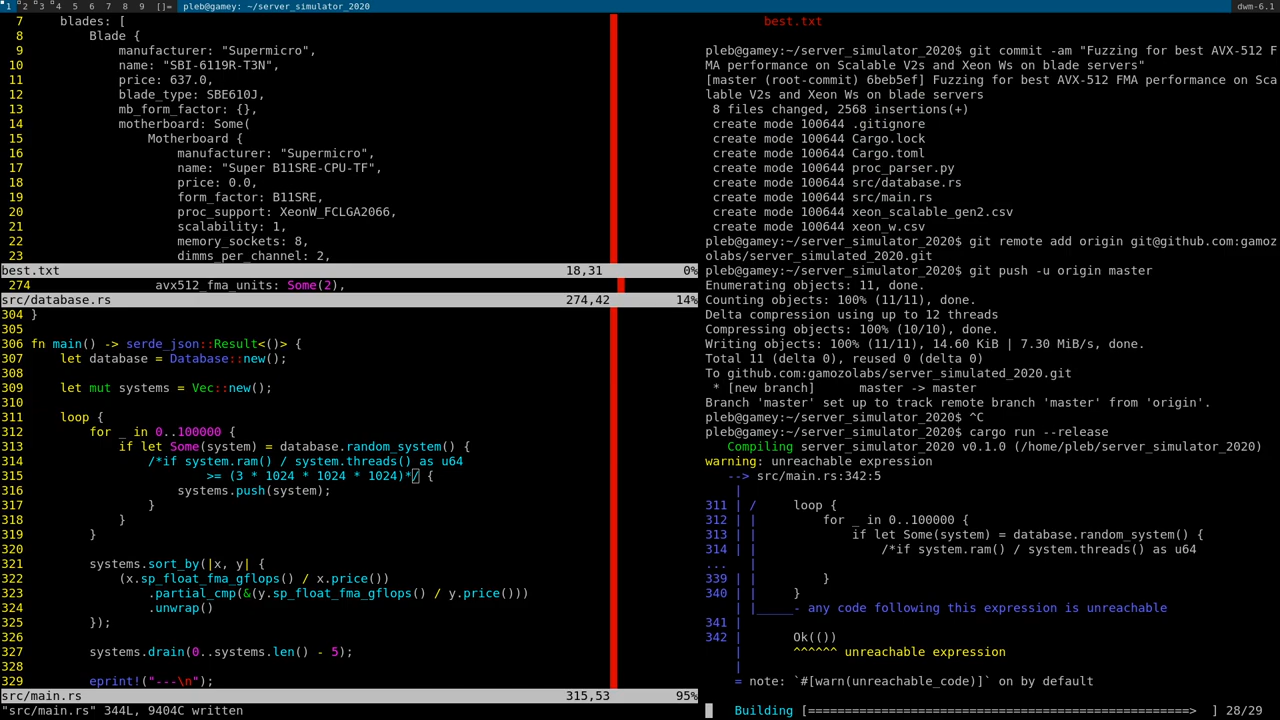 1 2 3 4 5 6 7 8 9 []= pleb@gamey: ~/server_simulator_2020 dwm-6.1
7     blades: [
8         Blade {
9             manufacturer: "Supermicro",
10             name: "SBI-6119R-T3N",
11             price: 637.0,
12             blade_type: SBE610J,
13             mb_form_factor: {},
14             motherboard: Some(
15                 Motherboard {
16                     manufacturer: "Supermicro",
17                     name: "Super B11SRE-CPU-TF",
18                     price: 0.0,
19                     form_factor: B11SRE,
20                     proc_support: XeonW_FCLGA2066,
21                     scalability: 1,
22                     memory_sockets: 8,
23                     dimms_per_channel: 2,
best.txt 18,31 0%
274                  avx512_fma_units: Some(2),
src/database.rs 274,42 14%
304 }
305
306 fn main() -> serde_json::Result<()> {
307     let database = Database::new();
308
309     let mut systems = Vec::new();
310
311     loop {
312         for _ in 0..100000 {
313             if let Some(system) = database.random_system() {
314                 /*if system.ram() / system.threads() as u64
315                         >= (3 * 1024 * 1024 * 1024)*/ {
316                     systems.push(system);
317                 }
318             }
319         }
320
321         systems.sort_by(|x, y| {
322             (x.sp_float_fma_gflops() / x.price())
323                 .partial_cmp(&(y.sp_float_fma_gflops() / y.price()))
324                 .unwrap()
325         });
326
327         systems.drain(0..systems.len() - 5);
328
329         eprint!("---\n");
src/main.rs 315,53 95%
"src/main.rs" 344L, 9404C written
best.txt
pleb@gamey:~/server_simulator_2020$ git commit -am "Fuzzing for best AVX-512 F
MA performance on Scalable V2s and Xeon Ws on blade servers"
[master (root-commit) 6beb5ef] Fuzzing for best AVX-512 FMA performance on Sca
lable V2s and Xeon Ws on blade servers
 8 files changed, 2568 insertions(+)
 create mode 100644 .gitignore
 create mode 100644 Cargo.lock
 create mode 100644 Cargo.toml
 create mode 100644 proc_parser.py
 create mode 100644 src/database.rs
 create mode 100644 src/main.rs
 create mode 100644 xeon_scalable_gen2.csv
 create mode 100644 xeon_w.csv
pleb@gamey:~/server_simulator_2020$ git remote add origin git@github.com:gamoz
olabs/server_simulated_2020.git
pleb@gamey:~/server_simulator_2020$ git push -u origin master
Enumerating objects: 11, done.
Counting objects: 100% (11/11), done.
Delta compression using up to 12 threads
Compressing objects: 100% (10/10), done.
Writing objects: 100% (11/11), 14.60 KiB | 7.30 MiB/s, done.
Total 11 (delta 0), reused 0 (delta 0)
To github.com:gamozolabs/server_simulated_2020.git
 * [new branch]      master -> master
Branch 'master' set up to track remote branch 'master' from 'origin'.
pleb@gamey:~/server_simulator_2020$ ^C
pleb@gamey:~/server_simulator_2020$ cargo run --release
   Compiling server_simulator_2020 v0.1.0 (/home/pleb/server_simulator_2020)
warning: unreachable expression
   --> src/main.rs:342:5
    |
311 | /     loop {
312 | |         for _ in 0..100000 {
313 | |             if let Some(system) = database.random_system() {
314 | |                 /*if system.ram() / system.threads() as u64
...   |
339 | |         }
340 | |     }
    | |_____- any code following this expression is unreachable
341 |
342 |       Ok(())
    |       ^^^^^^ unreachable expression
    |
    = note: `#[warn(unreachable_code)]` on by default
    Building [====================================================>  ] 28/29